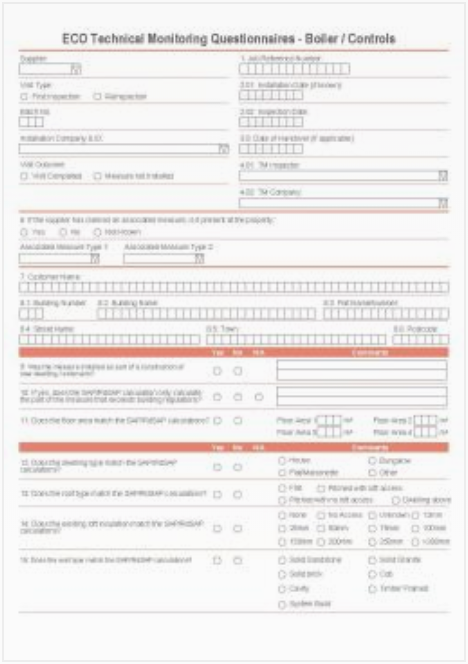 ECO Technical Monitoring Questionnaires - Boiler / Controls
Supplier
1. Job Reference Number
Visit Type
First Inspection Reinspection
2.01 Installation Date (if known)
Batch No.
2.02 Inspection Date
Installation Company
3.0 Date of Handover (if applicable)
Visit Outcome
Visit Completed Measure Not Installed
4.01 TM Inspector
4.02 TM Company
6. If the supplier has claimed an associated measure, is it present at the property
Yes No Not Known
Associated Measure Type 1 Associated Measure Type 2
7. Customer Name
8.1 Building Number 8.2 Building Name 8.3 Flat Name/Number
8.4 Street Name 8.5 Town 8.6 Postcode
Yes No N/A Comments
9. Was the measure installed as part of a construction of
10. If yes, does the SAP/RdSAP calculation only calculate
the part of the measure that exceeds building regulations?
11. Does the floor area match the SAP/RdSAP calculations?
Floor Area 1 m² Floor Area 2 m²
Floor Area 3 m² Floor Area 4 m²
Yes No N/A Comments
12. Does the dwelling type match the SAP/RdSAP
calculations?
House Bungalow
Flat/Maisonette Other
13. Does the roof type match the SAP/RdSAP calculations?
Flat Pitched with loft access
Pitched with no loft access Dwelling above
14. Does the existing loft insulation match the SAP/RdSAP
calculations?
None No Access Unknown 12mm
25mm 50mm 75mm 100mm
150mm 200mm 250mm >300mm
15. Does the wall type match the SAP/RdSAP
calculations?
Solid Sandstone Solid Granite
Solid brick Cob
Cavity Timber Framed
System Build